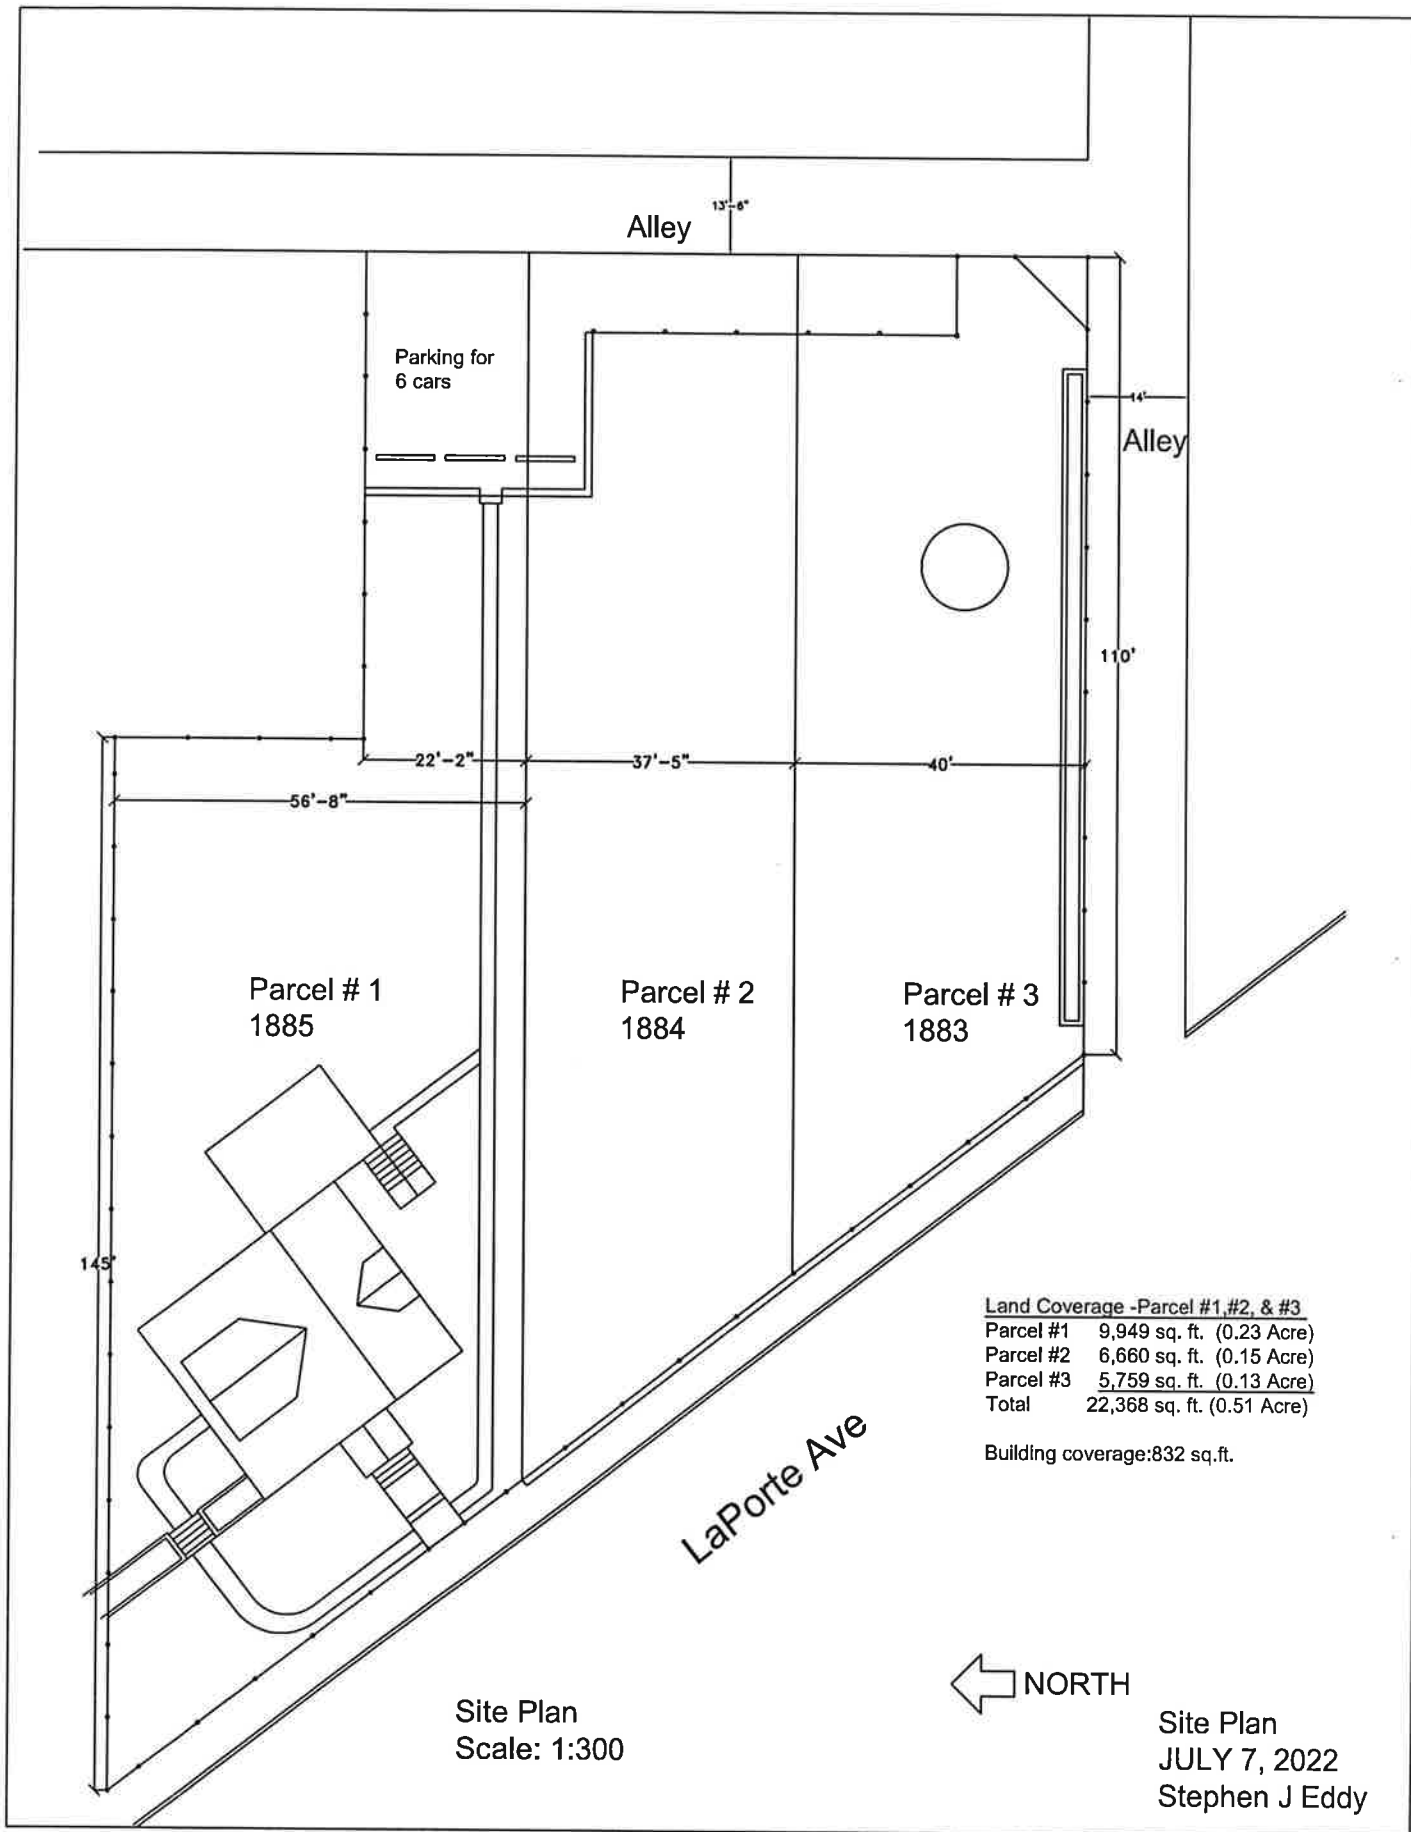 13'-6"
Alley
Parking for
6 cars
14'
Alley
110'
22'-2"
37'-5"
40'
56'-8"
Parcel # 1
1885
Parcel # 2
1884
Parcel # 3
1883
145'
Land Coverage -Parcel #1,#2, & #3
Parcel #1 9,949 sq. ft. (0.23 Acre)
Parcel #2 6,660 sq. ft. (0.15 Acre)
Parcel #3 5,759 sq. ft. (0.13 Acre)
Total 22,368 sq. ft. (0.51 Acre)
Building coverage:832 sq.ft.
LaPorte Ave
NORTH
Site Plan
Scale: 1:300
Site Plan
JULY 7, 2022
Stephen J Eddy